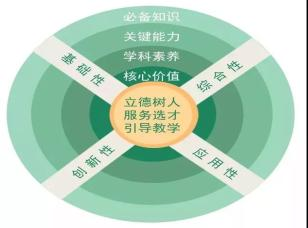 必备知识
关键能力
学科素养
核心价值
基础性
综合性
立德树人
服务选才
引导教学
创新性
应用性